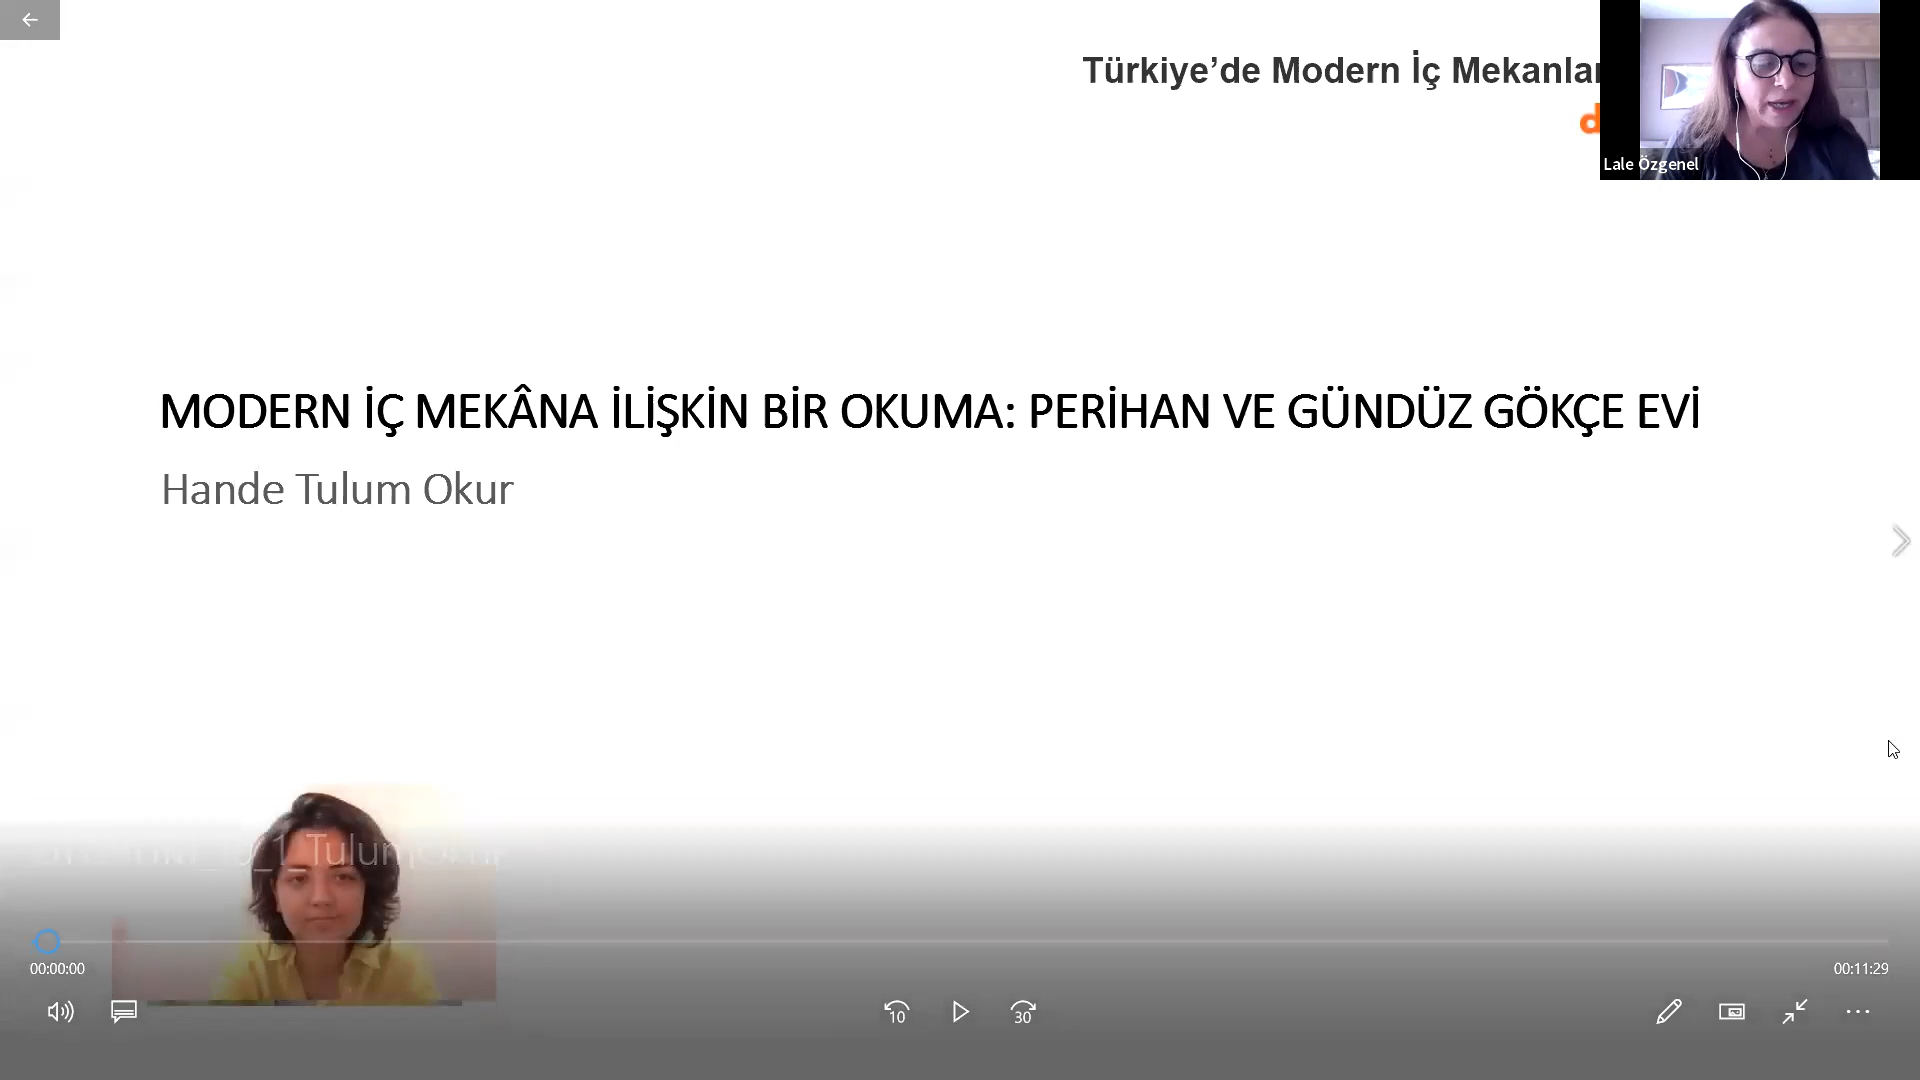 Türkiye’de Modern İç Mekanlar
Lale Özgenel
MODERN İÇ MEKÂNA İLİŞKİN BİR OKUMA: PERİHAN VE GÜNDÜZ GÖKÇE EVİ
Hande Tulum Okur
00:00:00
00:11:29
10
30